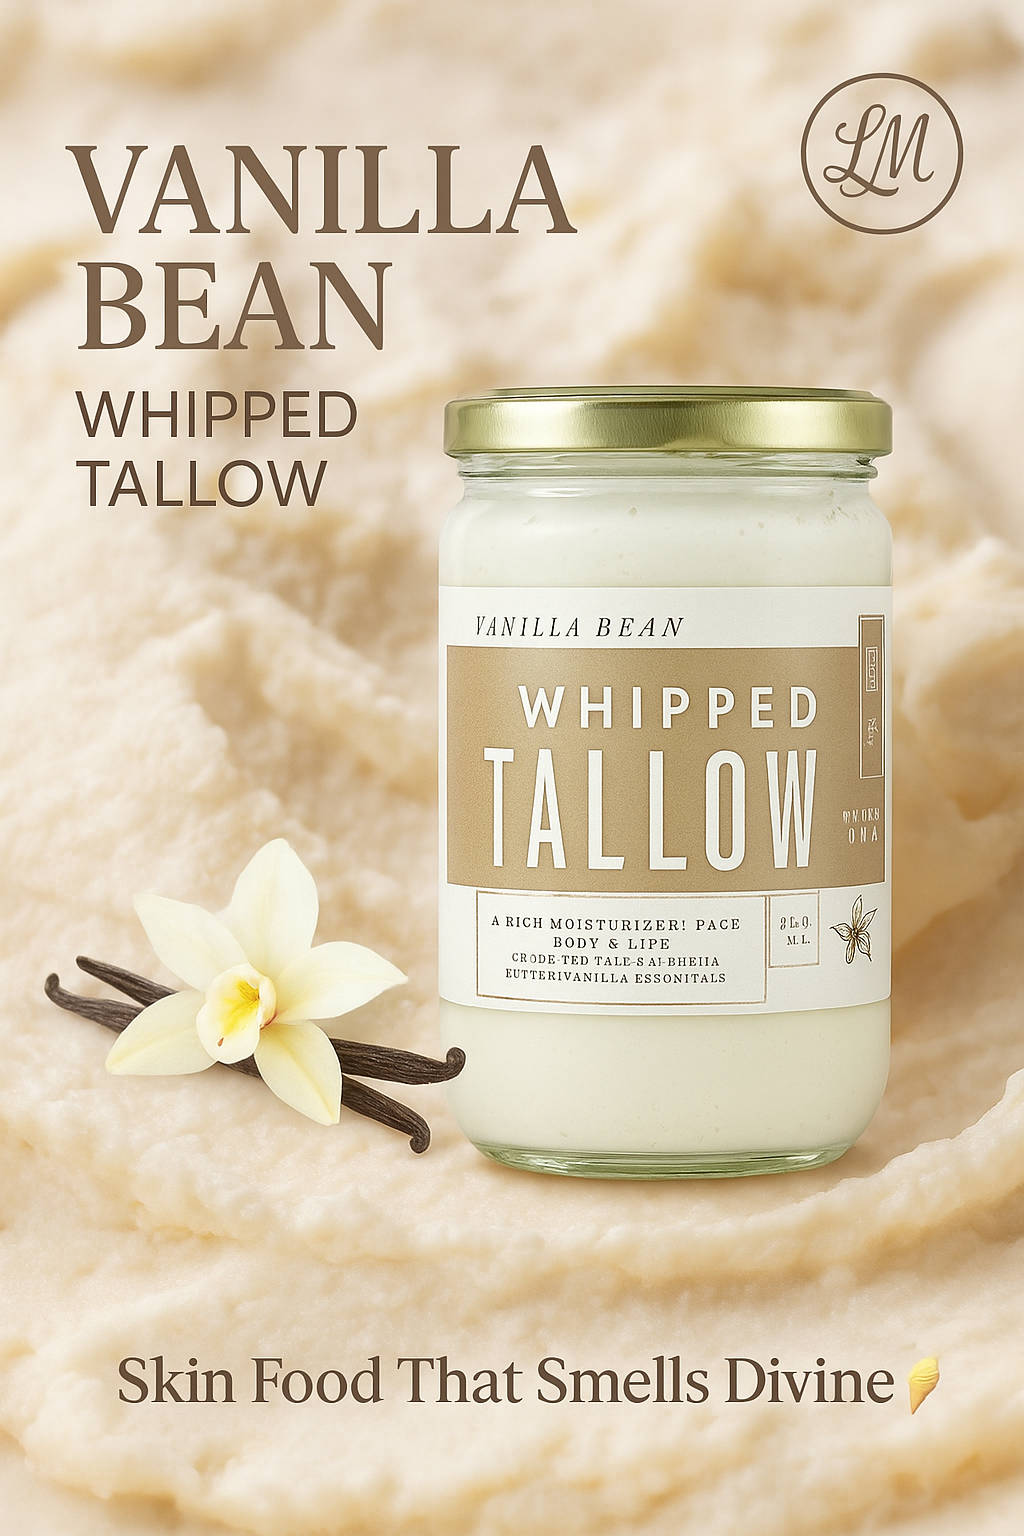 VANILLA
BEAN
WHIPPED
TALLOW
LM
VANILLA BEAN
WHIPPED
TALLOW
ONA
A RICH MOISTURIZER! PACE
BODY & LIPE
CRODE-TED TALE-S AI-BHEIIA
EUTTERIVANILLA ESSONITALS
M.L.
Skin Food That Smells Divine